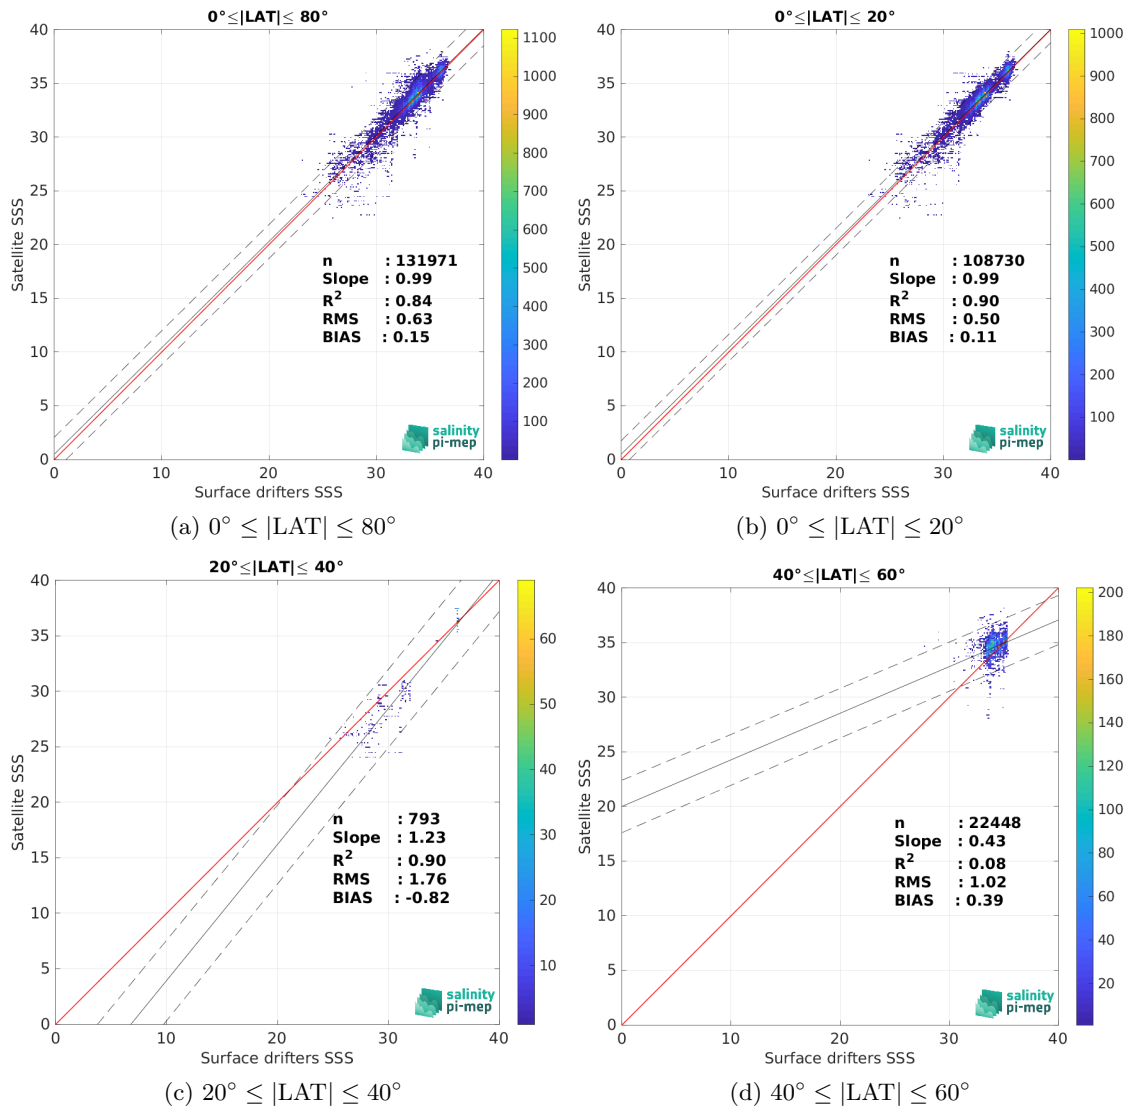 0°≤|LAT|≤ 80°
40
35
30
25
20
15
10
5
0
Satellite SSS
n : 131971
Slope : 0.99
R² : 0.84
RMS : 0.63
BIAS : 0.15
salinity
pi-mep
0 10 20 30 40
Surface drifters SSS
1100
1000
900
800
700
600
500
400
300
200
100
(a) 0° ≤ |LAT| ≤ 80°
0°≤|LAT|≤ 20°
40
35
30
25
20
15
10
5
0
Satellite SSS
n : 108730
Slope : 0.99
R² : 0.90
RMS : 0.50
BIAS : 0.11
salinity
pi-mep
0 10 20 30 40
Surface drifters SSS
1000
900
800
700
600
500
400
300
200
100
(b) 0° ≤ |LAT| ≤ 20°
20°≤|LAT|≤ 40°
40
35
30
25
20
15
10
5
0
Satellite SSS
n : 793
Slope : 1.23
R² : 0.90
RMS : 1.76
BIAS : -0.82
salinity
pi-mep
0 10 20 30 40
Surface drifters SSS
60
50
40
30
20
10
(c) 20° ≤ |LAT| ≤ 40°
40°≤|LAT|≤ 60°
40
35
30
25
20
15
10
5
0
Satellite SSS
n : 22448
Slope : 0.43
R² : 0.08
RMS : 1.02
BIAS : 0.39
salinity
pi-mep
0 10 20 30 40
Surface drifters SSS
200
180
160
140
120
100
80
60
40
20
(d) 40° ≤ |LAT| ≤ 60°